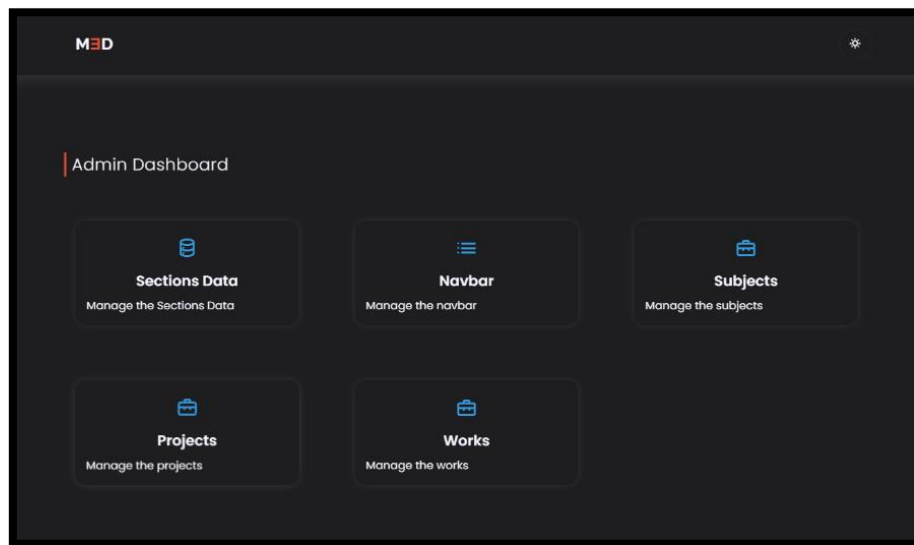 MƎD
Admin Dashboard
Sections Data
Manage the Sections Data
Navbar
Manage the navbar
Subjects
Manage the subjects
Projects
Manage the projects
Works
Manage the works